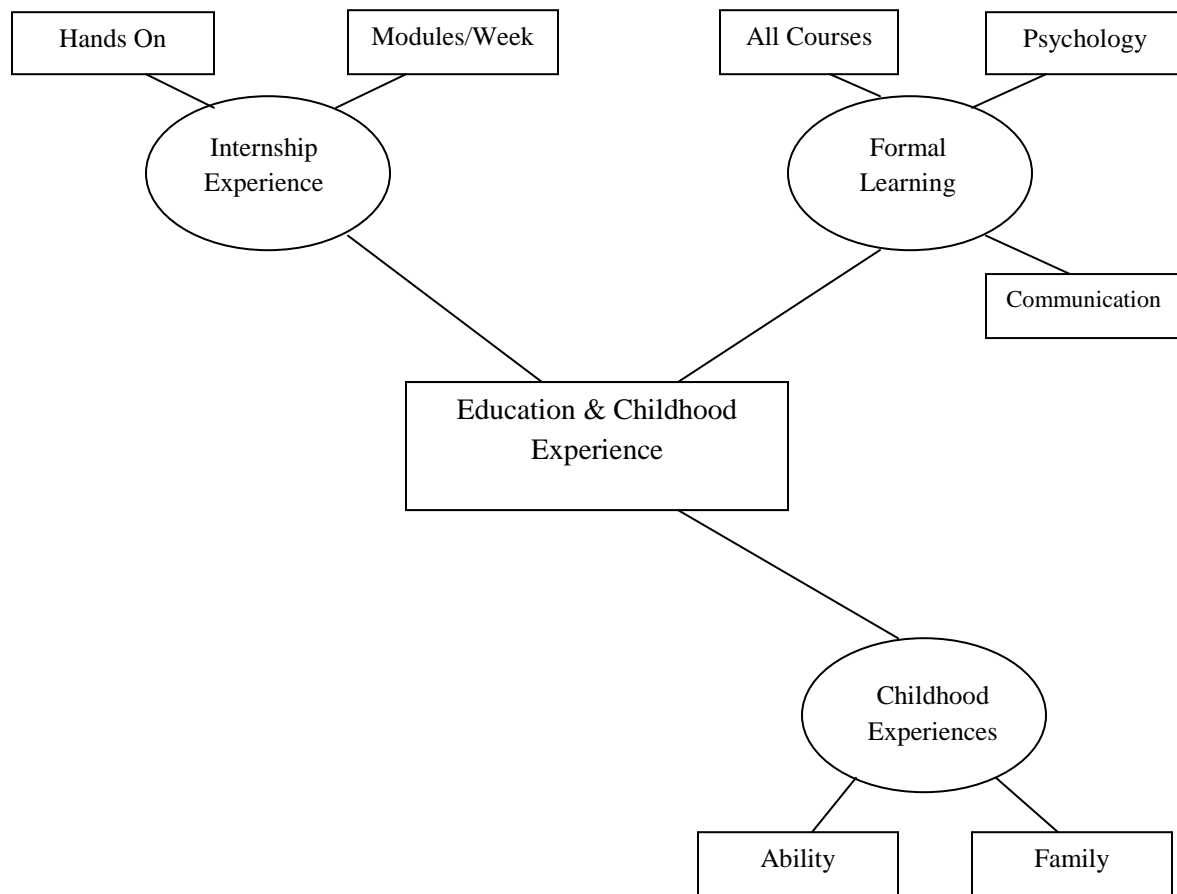 Hands On
Modules/Week
All Courses
Psychology
Internship
Experience
Formal
Learning
Communication
Education & Childhood
Experience
Childhood
Experiences
Ability
Family